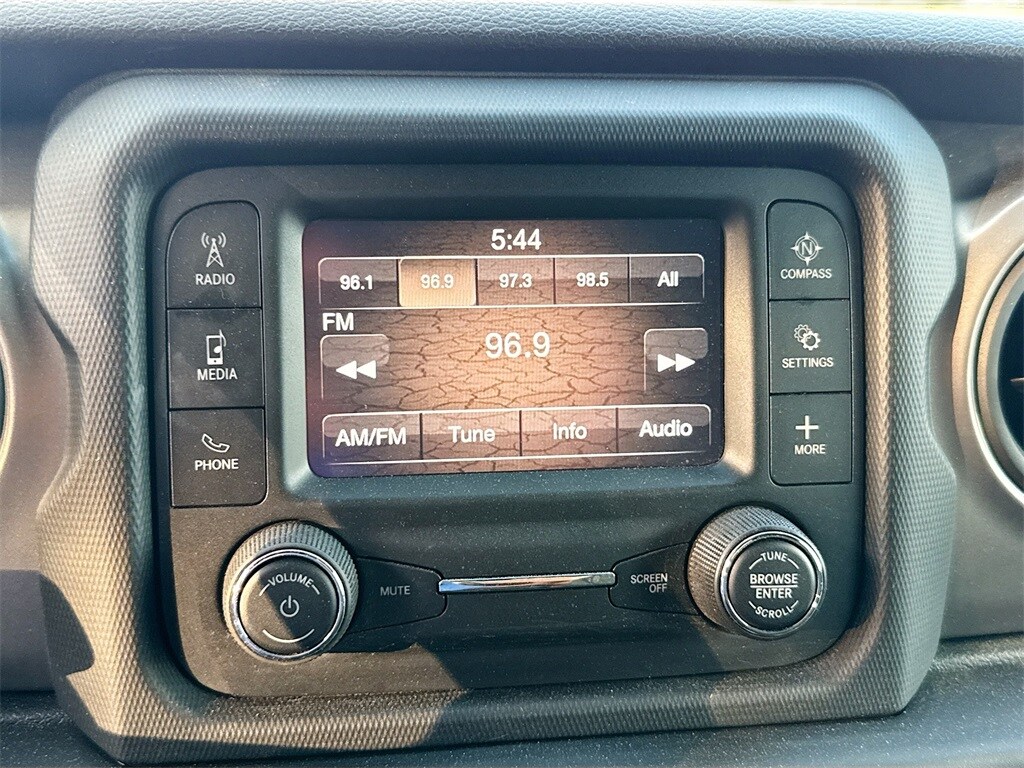 5:44
96.1 96.9 97.3 98.5 All
FM
96.9
AM/FM Tune Info Audio
RADIO
MEDIA
PHONE
N
COMPASS
SETTINGS
MORE
VOLUME
MUTE
SCREEN
OFF
TUNE
BROWSE
ENTER
SCROLL